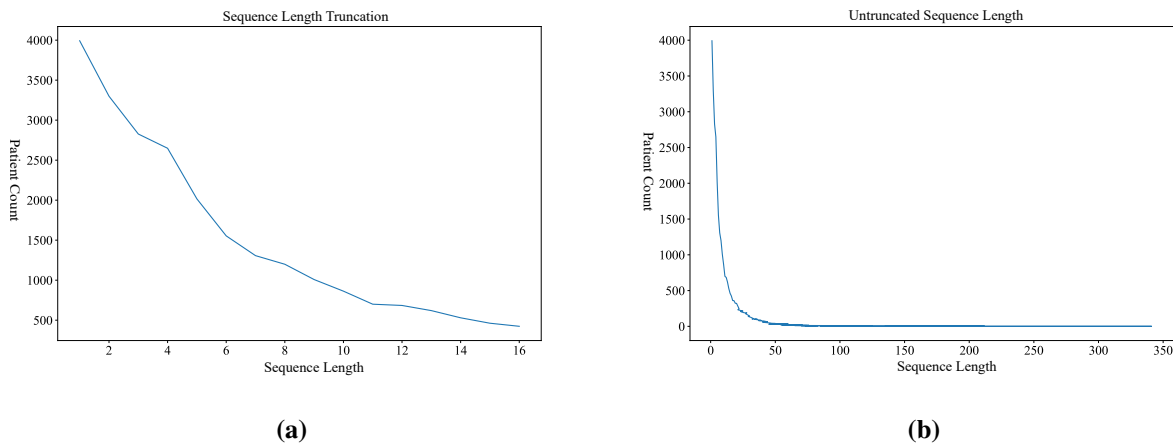 Sequence Length Truncation
4000
3500
3000
2500
2000
1500
1000
500
Patient Count
2 4 6 8 10 12 14 16
Sequence Length
(a)
Untruncated Sequence Length
4000
3500
3000
2500
2000
1500
1000
500
0
Patient Count
0 50 100 150 200 250 300 350
Sequence Length
(b)